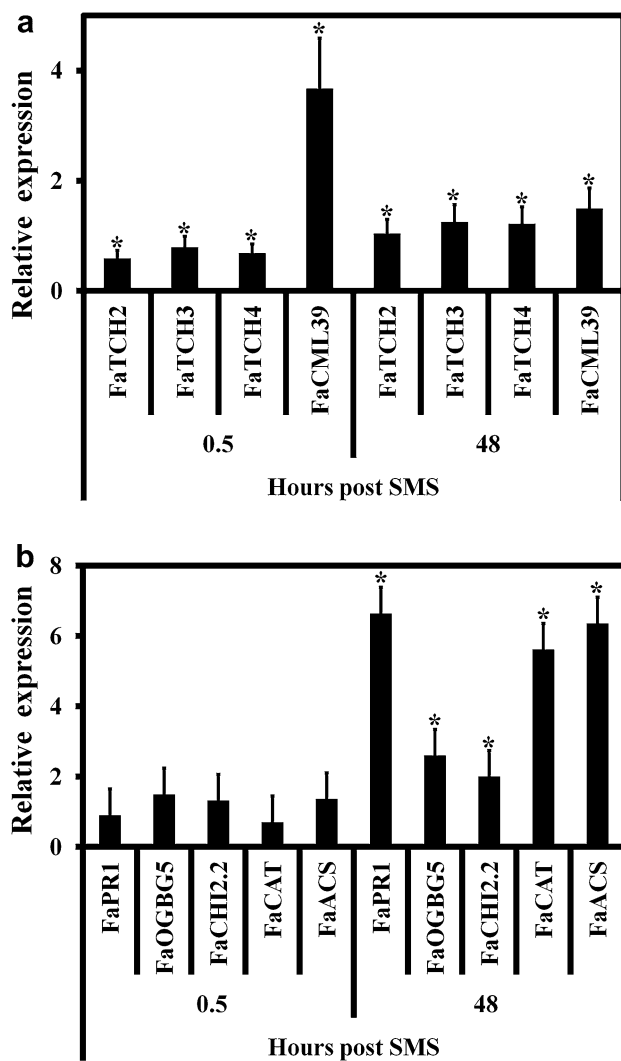 a
Relative expression
4
2
0
* * * * * * * *
FaTCH2 FaTCH3 FaTCH4 FaCML39 FaTCH2 FaTCH3 FaTCH4 FaCML39
0.5 48
Hours post SMS
b
Relative expression
8
6
4
2
0
* * * * *
FaPR1 FaOGBG5 FaCHI2.2 FaCAT FaACS FaPR1 FaOGBG5 FaCHI2.2 FaCAT FaACS
0.5 48
Hours post SMS